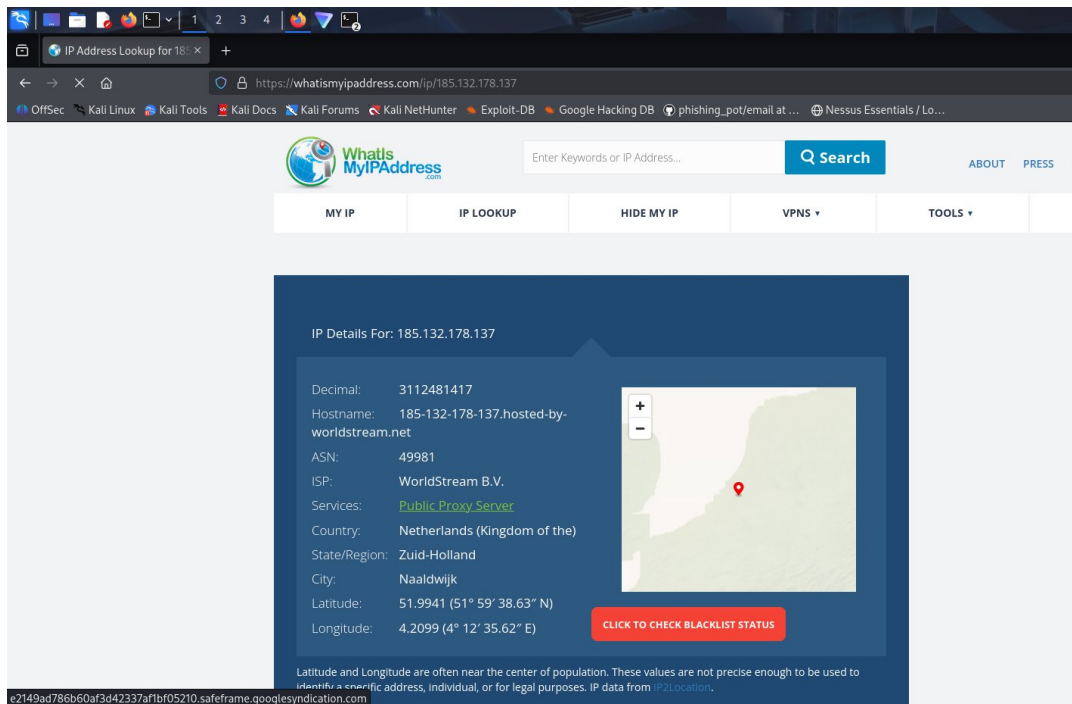 1 2 3 4 2
IP Address Lookup for 185 × +
https://whatismyipaddress.com/ip/185.132.178.137
OffSec Kali Linux Kali Tools Kali Docs Kali Forums Kali NetHunter Exploit-DB Google Hacking DB phishing_pot/email at ... Nessus Essentials / Lo...
WhatIs
MyIPAddress
.com
Enter Keywords or IP Address...
Search
ABOUT PRESS
MY IP IP LOOKUP HIDE MY IP VPNS ▾ TOOLS ▾
IP Details For: 185.132.178.137
Decimal: 3112481417
Hostname: 185-132-178-137.hosted-by-
worldstream.net
ASN: 49981
ISP: WorldStream B.V.
Services: Public Proxy Server
Country: Netherlands (Kingdom of the)
State/Region: Zuid-Holland
City: Naaldwijk
Latitude: 51.9941 (51° 59′ 38.63″ N)
Longitude: 4.2099 (4° 12′ 35.62″ E)
+
−
CLICK TO CHECK BLACKLIST STATUS
Latitude and Longitude are often near the center of population. These values are not precise enough to be used to
identify a specific address, individual, or for legal purposes. IP data from IP2Location.
e2149ad786b60af3d42337af1bf05210.safeframe.googlesyndication.com